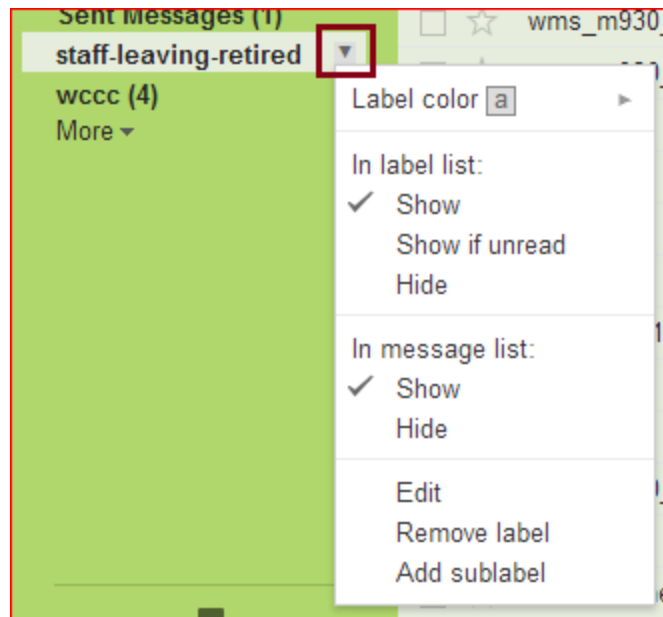 Sent Messages (1)
wms_m930_
staff-leaving-retired
wccc (4)
More
Label color a
In label list:
Show
Show if unread
Hide
In message list:
Show
Hide
Edit
Remove label
Add sublabel